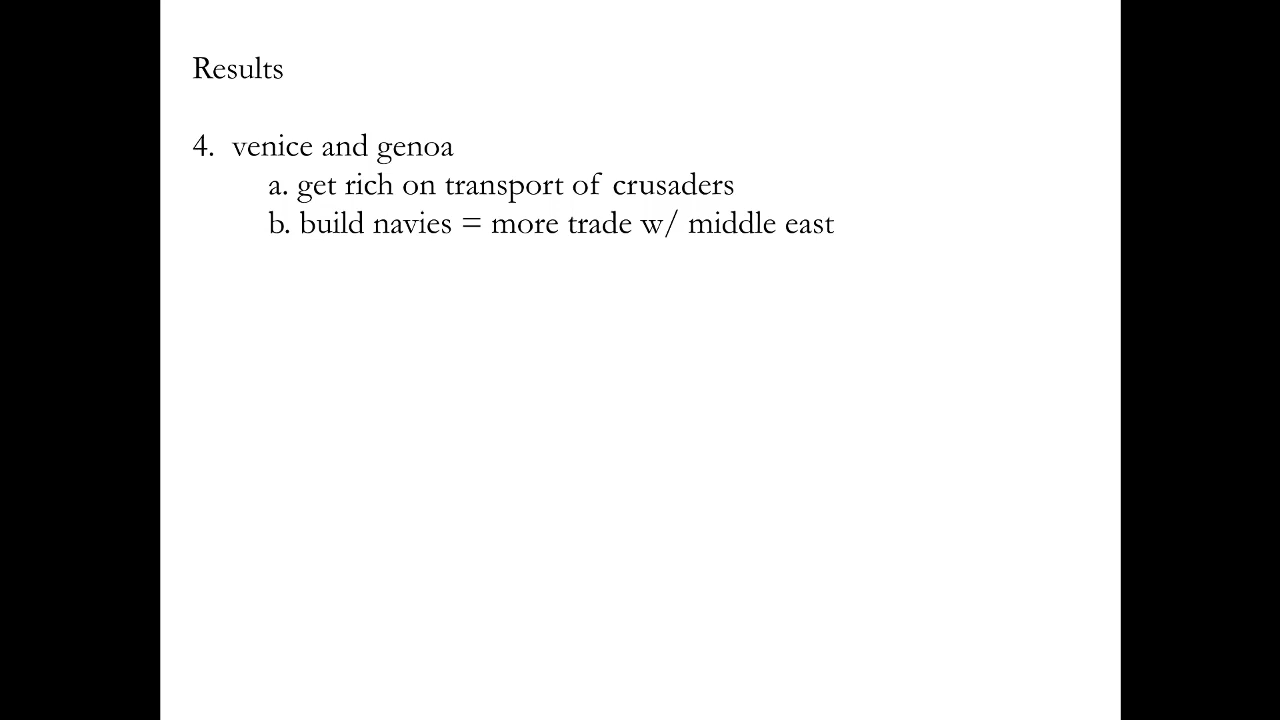 Results
4. venice and genoa
a. get rich on transport of crusaders
b. build navies = more trade w/ middle east